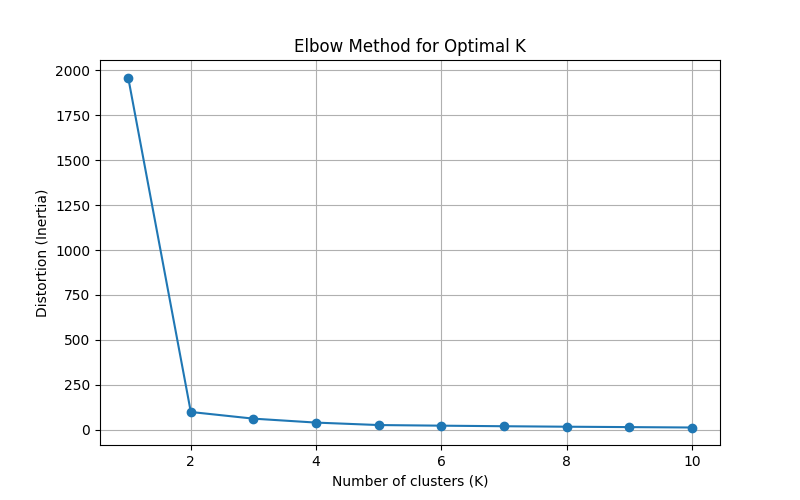 Elbow Method for Optimal K
Distortion (Inertia)
2000
1750
1500
1250
1000
750
500
250
0
2 4 6 8 10
Number of clusters (K)